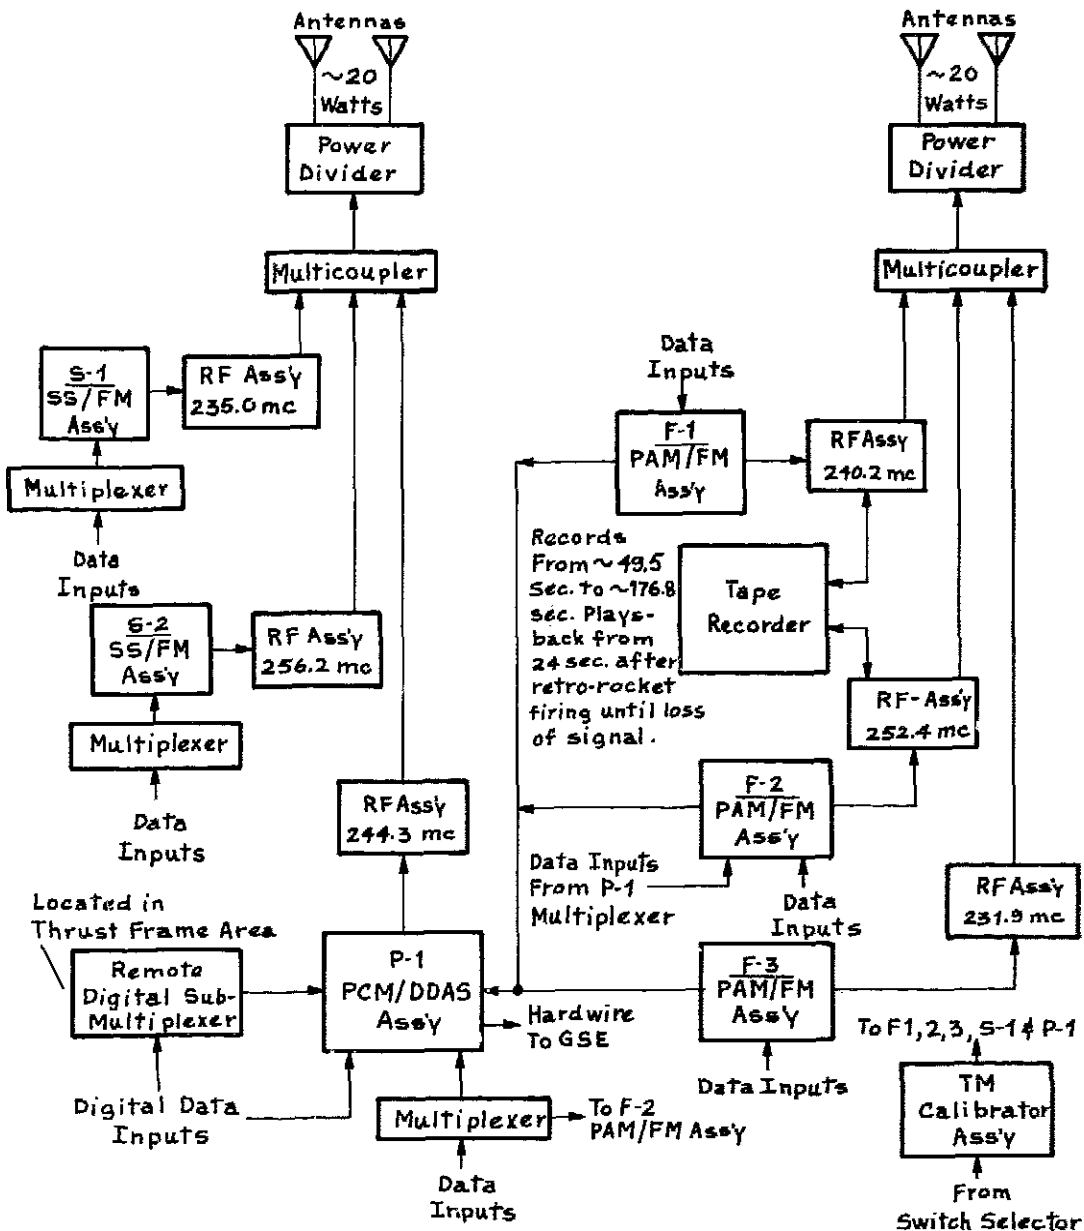 Antennas
~20
Watts
Power
Divider
Multicoupler
S-1
SS/FM
Ass'y
RF Ass'y
235.0 mc
Multiplexer
Data
Inputs
S-2
SS/FM
Ass'y
RF Ass'y
256.2 mc
Multiplexer
Data
Inputs
RF Ass'y
244.3 mc
Located in
Thrust Frame Area
Remote
Digital Sub-
Multiplexer
P-1
PCM/DDAS
Ass'y
Hardwire
To GSE
Digital Data
Inputs
Multiplexer
To F-2
PAM/FM Ass'y
Data
Inputs
Antennas
~20
Watts
Power
Divider
Multicoupler
Data
Inputs
F-1
PAM/FM
Ass'y
RF Assy
240.2 mc
Records
From ~49.5
Sec. to ~176.8
sec. Plays-
back from
24 sec. after
retro-rocket
firing until loss
of signal.
Tape
Recorder
RF-Ass'y
252.4 mc
F-2
PAM/FM
Ass'y
Data Inputs
From P-1
Multiplexer
Data
Inputs
RF Ass'y
231.9 mc
F-3
PAM/FM
Ass'y
Data Inputs
To F1, 2, 3, S-1 & P-1
TM
Calibrator
Ass'y
From
Switch Selector